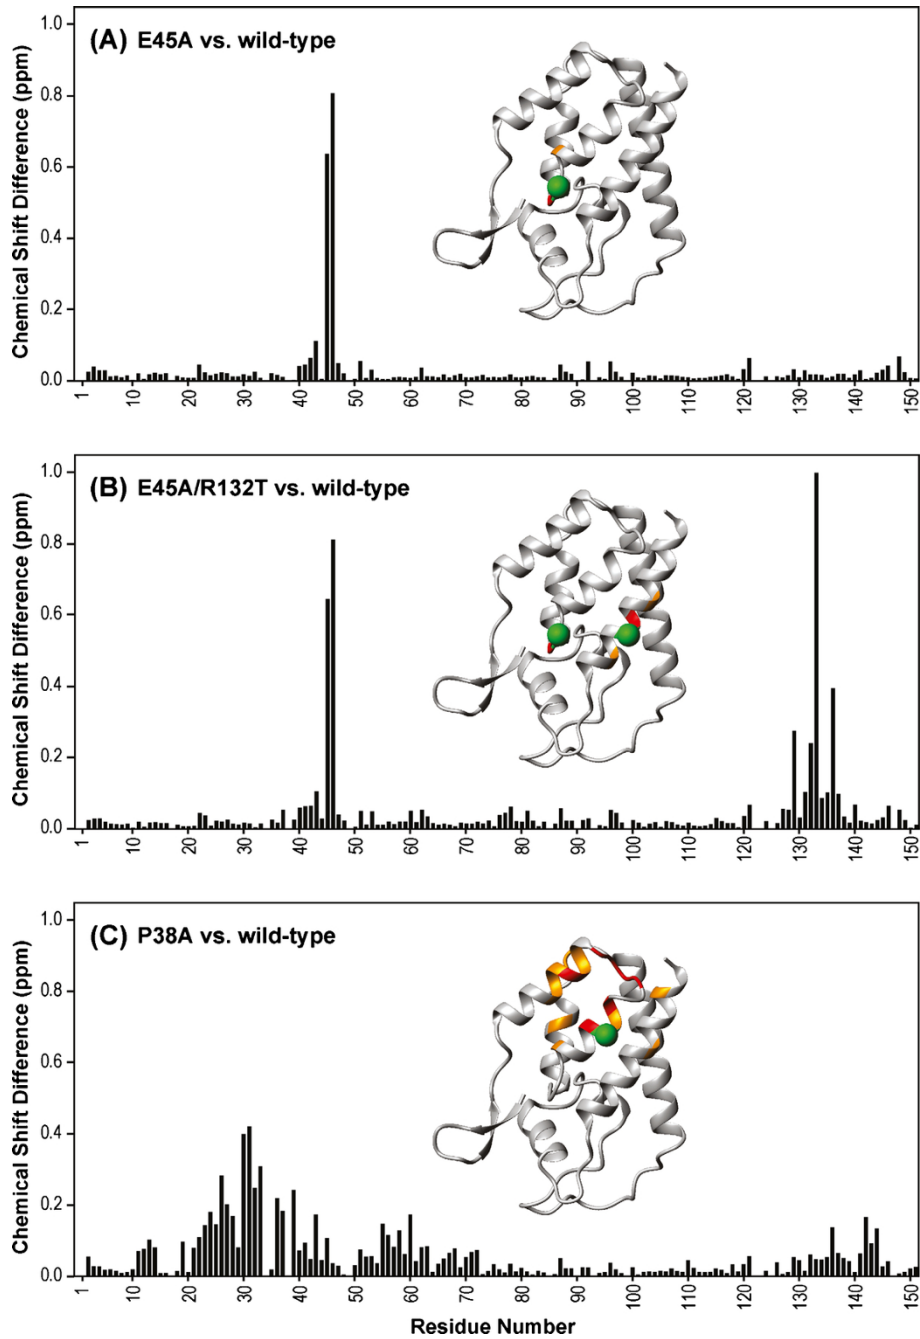 (A) E45A vs. wild-type
Chemical Shift Difference (ppm)
1.0
0.8
0.6
0.4
0.2
0.0
1 10 20 30 40 50 60 70 80 90 100 110 120 130 140 150
(B) E45A/R132T vs. wild-type
Chemical Shift Difference (ppm)
1.0
0.8
0.6
0.4
0.2
0.0
1 10 20 30 40 50 60 70 80 90 100 110 120 130 140 150
(C) P38A vs. wild-type
Chemical Shift Difference (ppm)
1.0
0.8
0.6
0.4
0.2
0.0
1 10 20 30 40 50 60 70 80 90 100 110 120 130 140 150
Residue Number